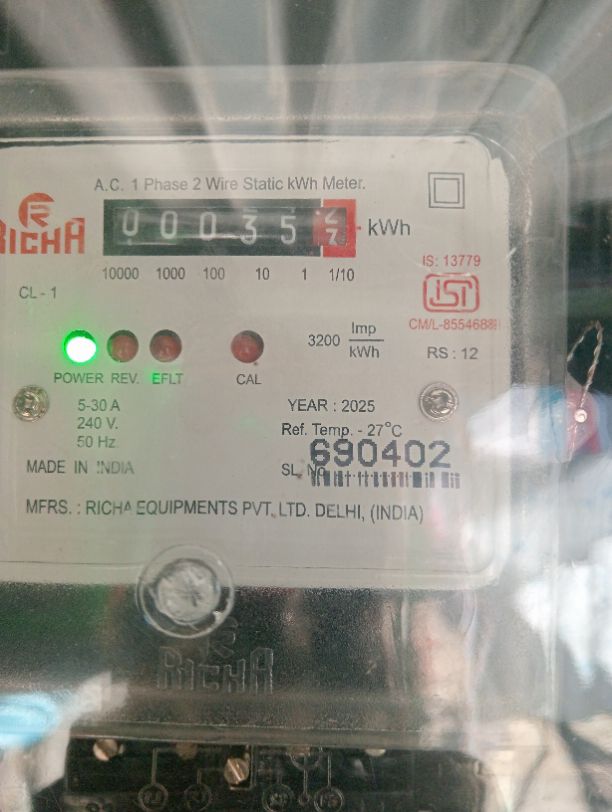 A.C. 1 Phase 2 Wire Static kWh Meter.
RICHA
00035 kWh
10000 1000 100 10 1 1/10
CL - 1
IS: 13779
ISI
3200 Imp/kWh
RS : 12
POWER REV. EFLT CAL
5-30 A
240 V.
50 Hz.
YEAR : 2025
Ref. Temp. - 27°C
MADE IN INDIA
SL. No.
690402
MFRS. : RICHA EQUIPMENTS PVT. LTD. DELHI, (INDIA)
RICHA